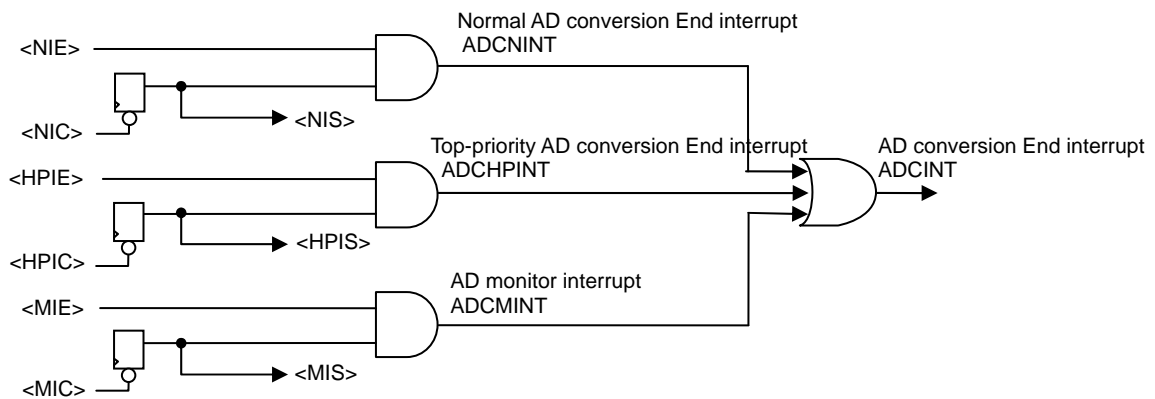 Normal AD conversion End interrupt
ADCNINT
<NIE>
<NIS>
<NIC>
Top-priority AD conversion End interrupt
ADCHPINT
AD conversion End interrupt
ADCINT
<HPIE>
<HPIS>
<HPIC>
AD monitor interrupt
ADCMINT
<MIE>
<MIS>
<MIC>